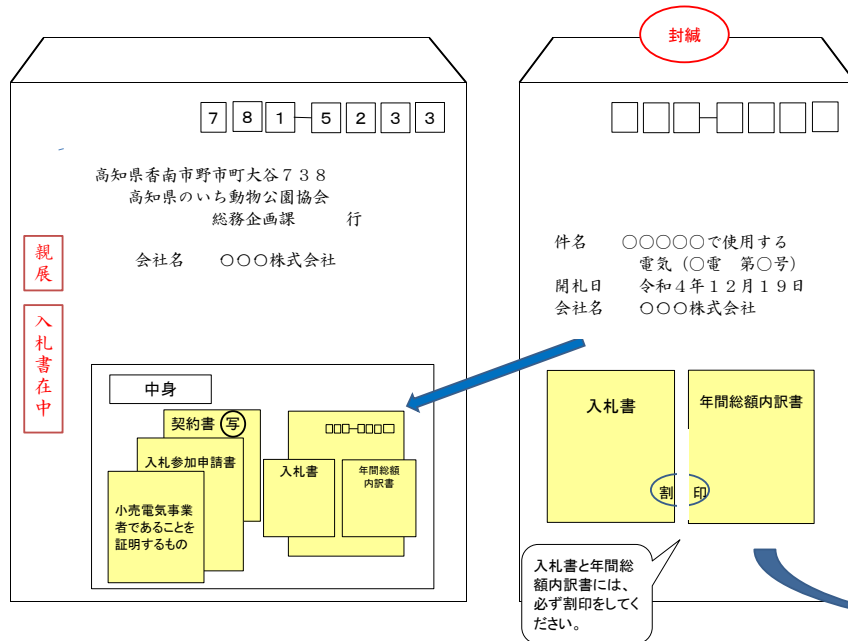 封緘
７８１－５２３３
高知県香南市野市町大谷７３８
高知県のいち動物公園協会
総務企画課　　行
会社名　〇〇〇株式会社
親展
入札書在中
中身
契約書 写
入札参加申請書
小売電気事業
者であることを
証明するもの
入札書
年間総額
内訳書
件名　〇〇〇〇〇で使用する
電気（〇電　第〇号）
開札日　令和４年１２月１９日
会社名　〇〇〇株式会社
入札書
年間総額内訳書
割 印
入札書と年間総
額内訳書には、
必ず割印をしてく
ださい。